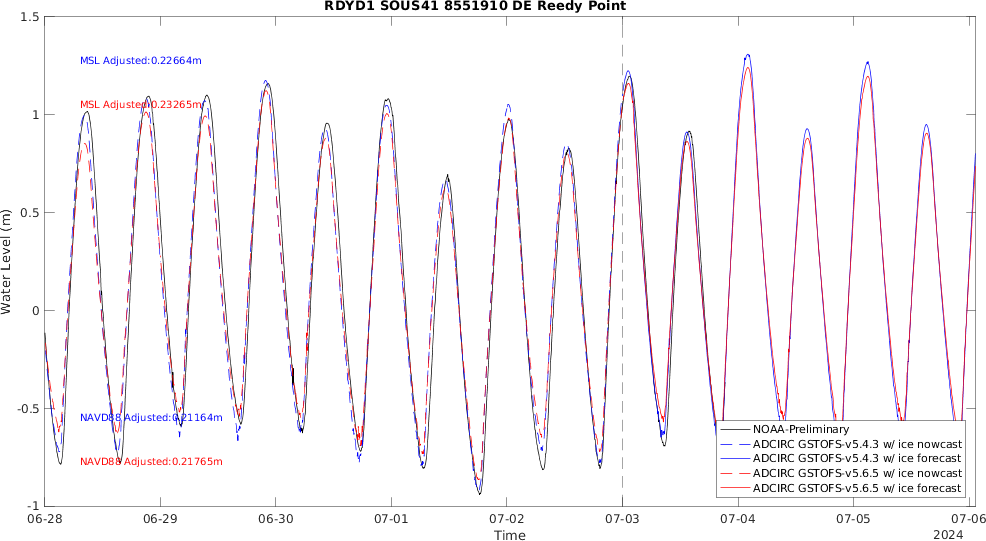 RDYD1 SOUS41 8551910 DE Reedy Point
1.5
1
0.5
0
-0.5
-1
Water Level (m)
MSL Adjusted:0.22664m
MSL Adjusted:0.23265m
NAVD88 Adjusted:0.21164m
NAVD88 Adjusted:0.21765m
NOAA-Preliminary
ADCIRC GSTOFS-v5.4.3 w/ ice nowcast
ADCIRC GSTOFS-v5.4.3 w/ ice forecast
ADCIRC GSTOFS-v5.6.5 w/ ice nowcast
ADCIRC GSTOFS-v5.6.5 w/ ice forecast
06-28 06-29 06-30 07-01 07-02 07-03 07-04 07-05 07-06
Time
2024